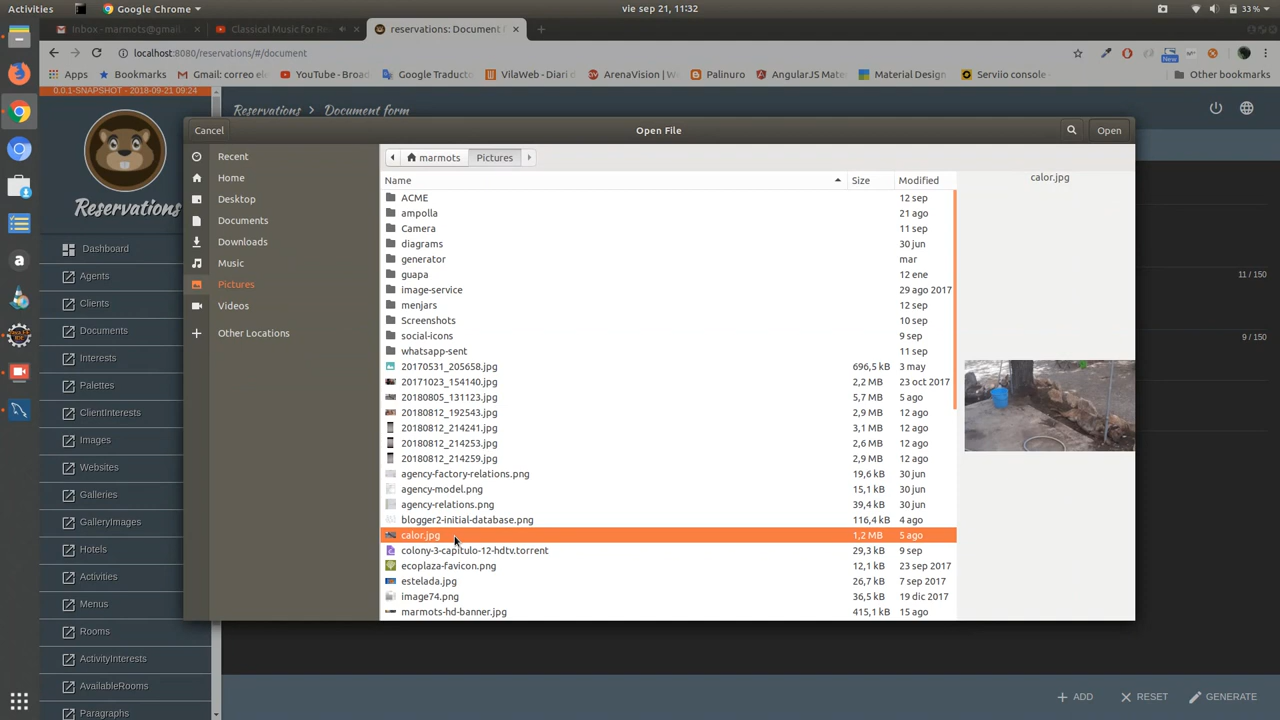 Activities Google Chrome vie sep 21, 11:32 33 %
Inbox - marmots@gmail Classical Music for Re reservations: Document F
localhost:8080/reservations/#/document
Apps Bookmarks Gmail: correo ele YouTube - Broad Google Traducto VilaWeb - Diari d ArenaVision | W Palinuro AngularJS Mate Material Design Serviio console - New Other bookmarks
0.0.1-SNAPSHOT - 2018-09-21 09:24
Reservations > Document form
Reservations
Dashboard
Agents
Clients
Documents
Interests
Palettes
ClientInterests
Images
Websites
Galleries
GalleryImages
Hotels
Activities
Menus
Rooms
ActivityInterests
AvailableRooms
Paragraphs
Cancel Open File Open
Recent
Home
Desktop
Documents
Downloads
Music
Pictures
Videos
Other Locations
marmots Pictures
Name Size Modified
ACME 12 sep
ampolla 21 ago
Camera 11 sep
diagrams 30 jun
generator mar
guapa 12 ene
image-service 29 ago 2017
menjars 12 sep
Screenshots 10 sep
social-icons 9 sep
whatsapp-sent 11 sep
20170531_205658.jpg 696,5 kB 3 may
20171023_154140.jpg 2,2 MB 23 oct 2017
20180805_131123.jpg 5,7 MB 5 ago
20180812_192543.jpg 2,9 MB 12 ago
20180812_214241.jpg 3,1 MB 12 ago
20180812_214253.jpg 2,6 MB 12 ago
20180812_214259.jpg 2,9 MB 12 ago
agency-factory-relations.png 19,6 kB 30 jun
agency-model.png 15,1 kB 30 jun
agency-relations.png 39,4 kB 30 jun
blogger2-initial-database.png 116,4 kB 4 ago
calor.jpg 1,2 MB 5 ago
colony-3-capitulo-12-hdtv.torrent 29,3 kB 9 sep
ecoplaza-favicon.png 12,1 kB 23 sep 2017
estelada.jpg 26,7 kB 7 sep 2017
image74.png 36,5 kB 19 dic 2017
marmots-hd-banner.jpg 415,1 kB 15 ago
calor.jpg
11 / 150
9 / 150
ADD RESET GENERATE